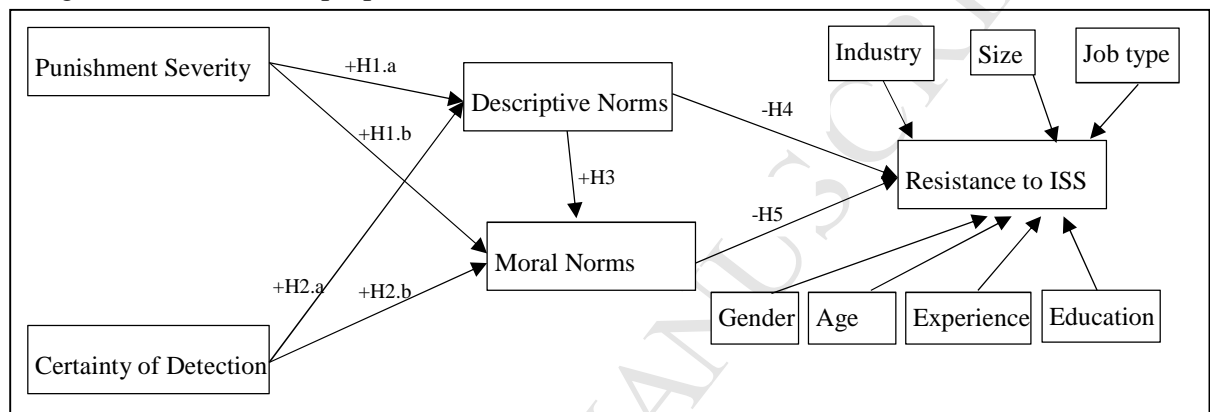 Punishment Severity
Industry
Size
Job type
+H1.a
Descriptive Norms
-H4
+H1.b
+H3
Resistance to ISS
-H5
Moral Norms
+H2.a
+H2.b
Gender
Age
Experience
Education
Certainty of Detection